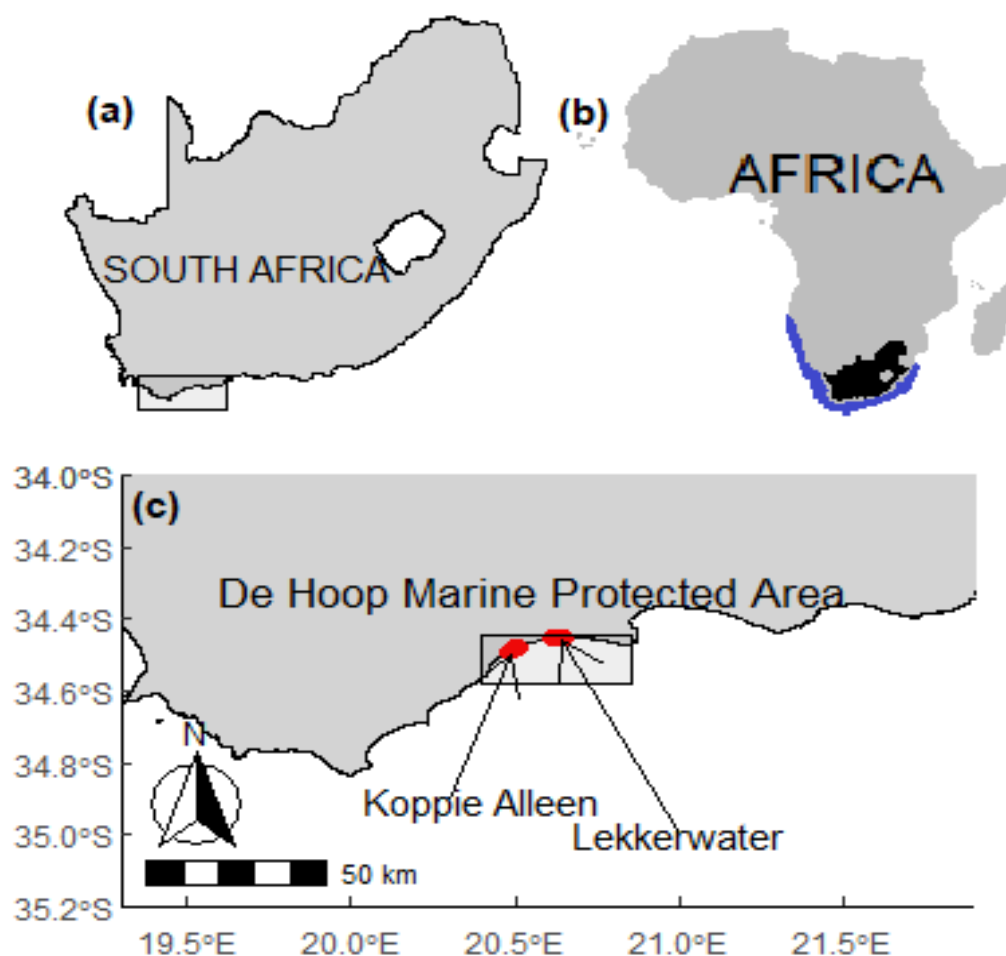 (a)
SOUTH AFRICA
(b)
AFRICA
34.0°S
(c)
34.2°S
De Hoop Marine Protected Area
34.4°S
34.6°S
N
34.8°S
Koppie Alleen
35.0°S
Lekkerwater
50 km
35.2°S
19.5°E 20.0°E 20.5°E 21.0°E 21.5°E